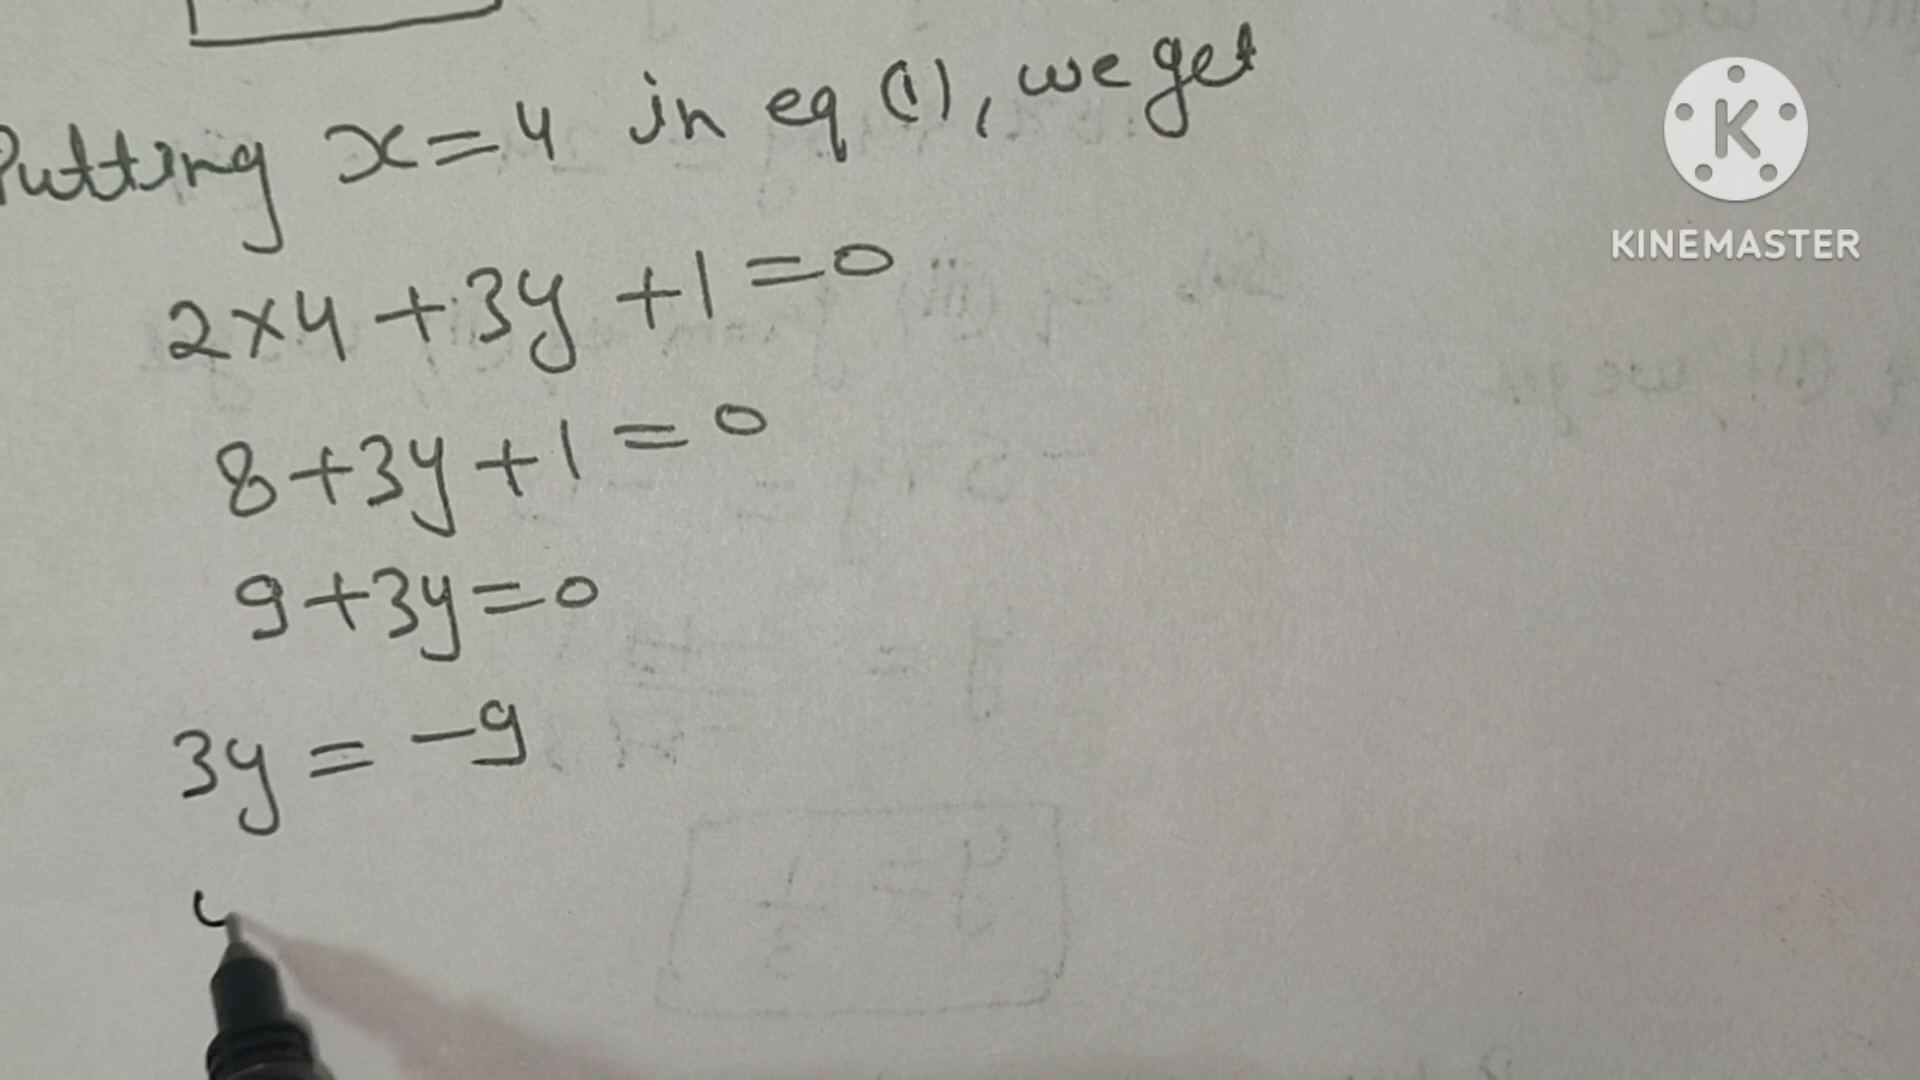 Putting x=4 in eq (1), we get
KINEMASTER
2×4+3y+1=0
8+3y+1=0
9+3y=0
3y=-9
y